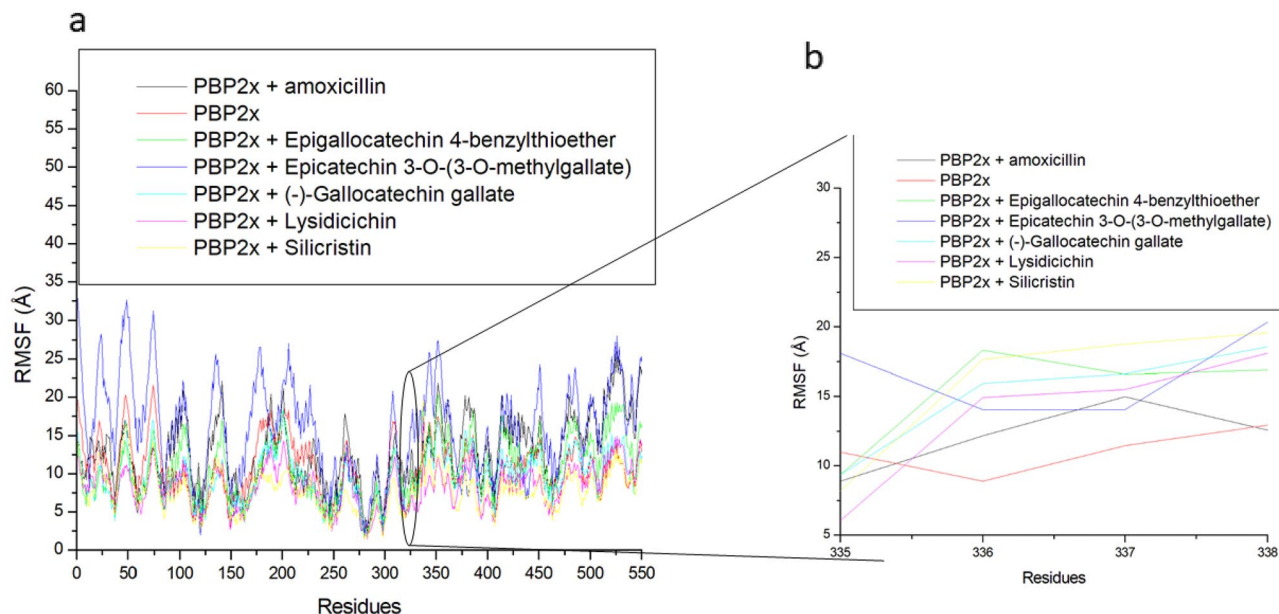 a
PBP2x + amoxicillin
PBP2x
PBP2x + Epigallocatechin 4-benzylthioether
PBP2x + Epicatechin 3-O-(3-O-methylgallate)
PBP2x + (-)-Gallocatechin gallate
PBP2x + Lysidicichin
PBP2x + Silicristin
60
55
50
45
40
35
30
25
20
15
10
5
0
RMSF (Å)
0 50 100 150 200 250 300 350 400 450 500 550
Residues
b
PBP2x + amoxicillin
PBP2x
PBP2x + Epigallocatechin 4-benzylthioether
PBP2x + Epicatechin 3-O-(3-O-methylgallate)
PBP2x + (-)-Gallocatechin gallate
PBP2x + Lysidicichin
PBP2x + Silicristin
30
25
20
15
10
5
RMSF (Å)
335 336 337 338
Residues